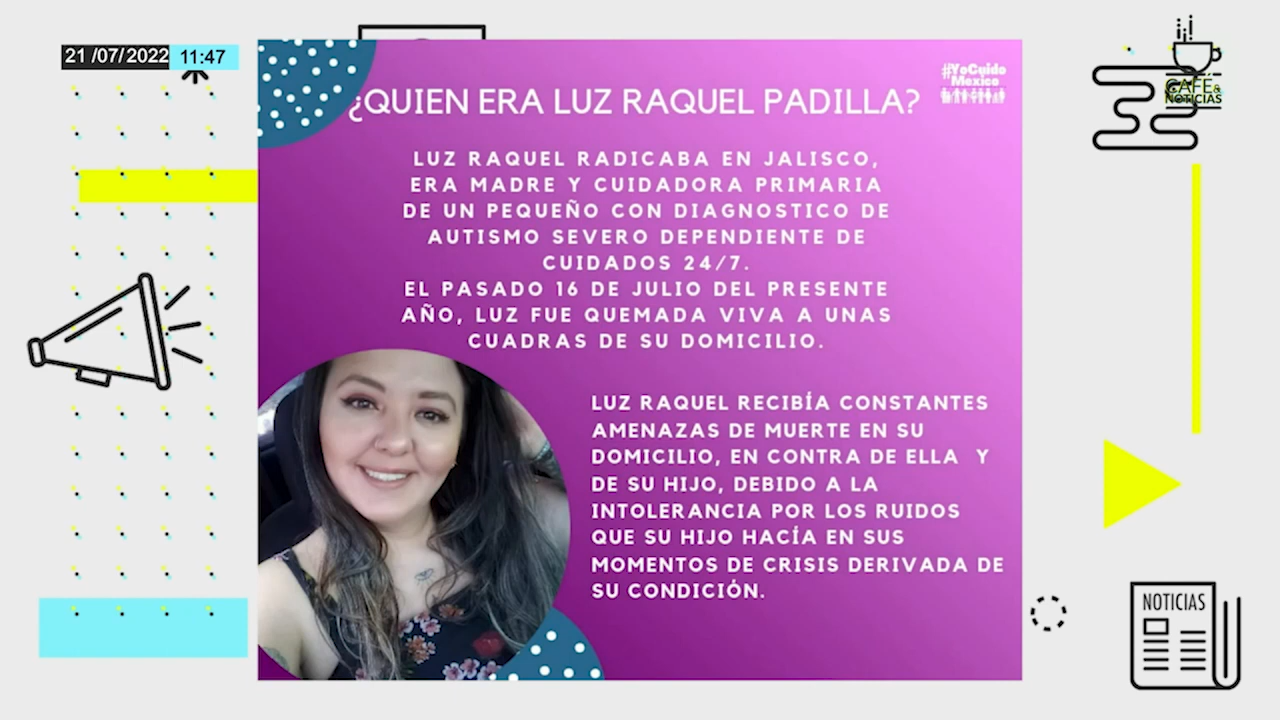 21 /07/ 2022 11:47
#YoCuido
Mexico
CAFÉ&
NOTICIAS
¿QUIEN ERA LUZ RAQUEL PADILLA?
LUZ RAQUEL RADICABA EN JALISCO,
ERA MADRE Y CUIDADORA PRIMARIA
DE UN PEQUEÑO CON DIAGNOSTICO DE
AUTISMO SEVERO DEPENDIENTE DE
CUIDADOS 24/7.
EL PASADO 16 DE JULIO DEL PRESENTE
AÑO, LUZ FUE QUEMADA VIVA A UNAS
CUADRAS DE SU DOMICILIO.
LUZ RAQUEL RECIBÍA CONSTANTES
AMENAZAS DE MUERTE EN SU
DOMICILIO, EN CONTRA DE ELLA Y
DE SU HIJO, DEBIDO A LA
INTOLERANCIA POR LOS RUIDOS
QUE SU HIJO HACÍA EN SUS
MOMENTOS DE CRISIS DERIVADA DE
SU CONDICIÓN.
NOTICIAS